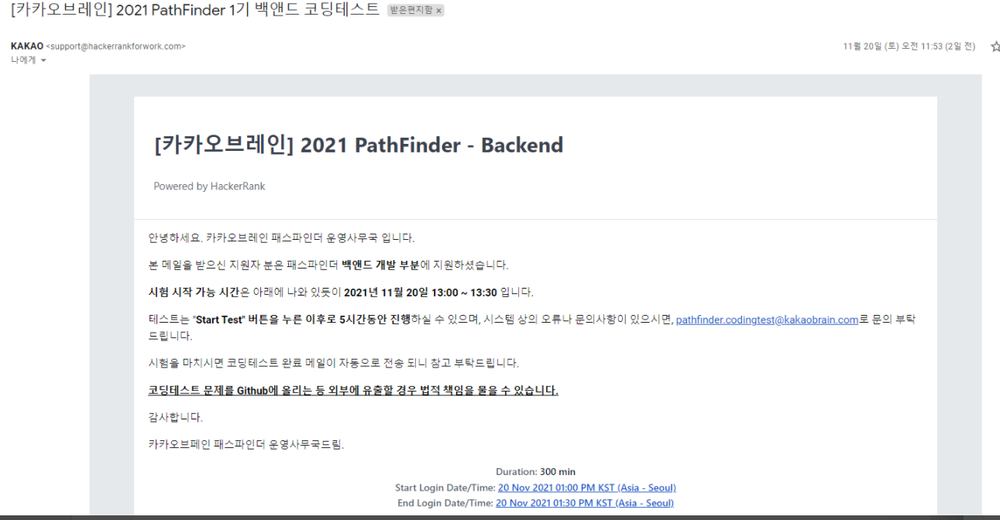 [카카오브레인] 2021 PathFinder 1기 백앤드 코딩테스트 받은편지함 x
KAKAO <support@hackerrankforwork.com>
11월 20일 (토) 오전 11:53 (2일 전)
나에게
[카카오브레인] 2021 PathFinder - Backend
Powered by HackerRank
안녕하세요. 카카오브레인 패스파인더 운영사무국 입니다.
본 메일을 받으신 지원자 분은 패스파인더 백앤드 개발 부분에 지원하셨습니다.
시험 시작 가능 시간은 아래에 나와 있듯이 2021년 11월 20일 13:00 ~ 13:30 입니다.
테스트는 "Start Test" 버튼을 누른 이후로 5시간동안 진행하실 수 있으며, 시스템 상의 오류나 문의사항이 있으시면, pathfinder.codingtest@kakaobrain.com로 문의 부탁
드립니다.
시험을 마치시면 코딩테스트 완료 메일이 자동으로 전송 되니 참고 부탁드립니다.
코딩테스트 문제를 Github에 올리는 등 외부에 유출할 경우 법적 책임을 물을 수 있습니다.
감사합니다.
카카오브페인 패스파인더 운영사무국드림.
Duration: 300 min
Start Login Date/Time: 20 Nov 2021 01:00 PM KST (Asia - Seoul)
End Login Date/Time: 20 Nov 2021 01:30 PM KST (Asia - Seoul)